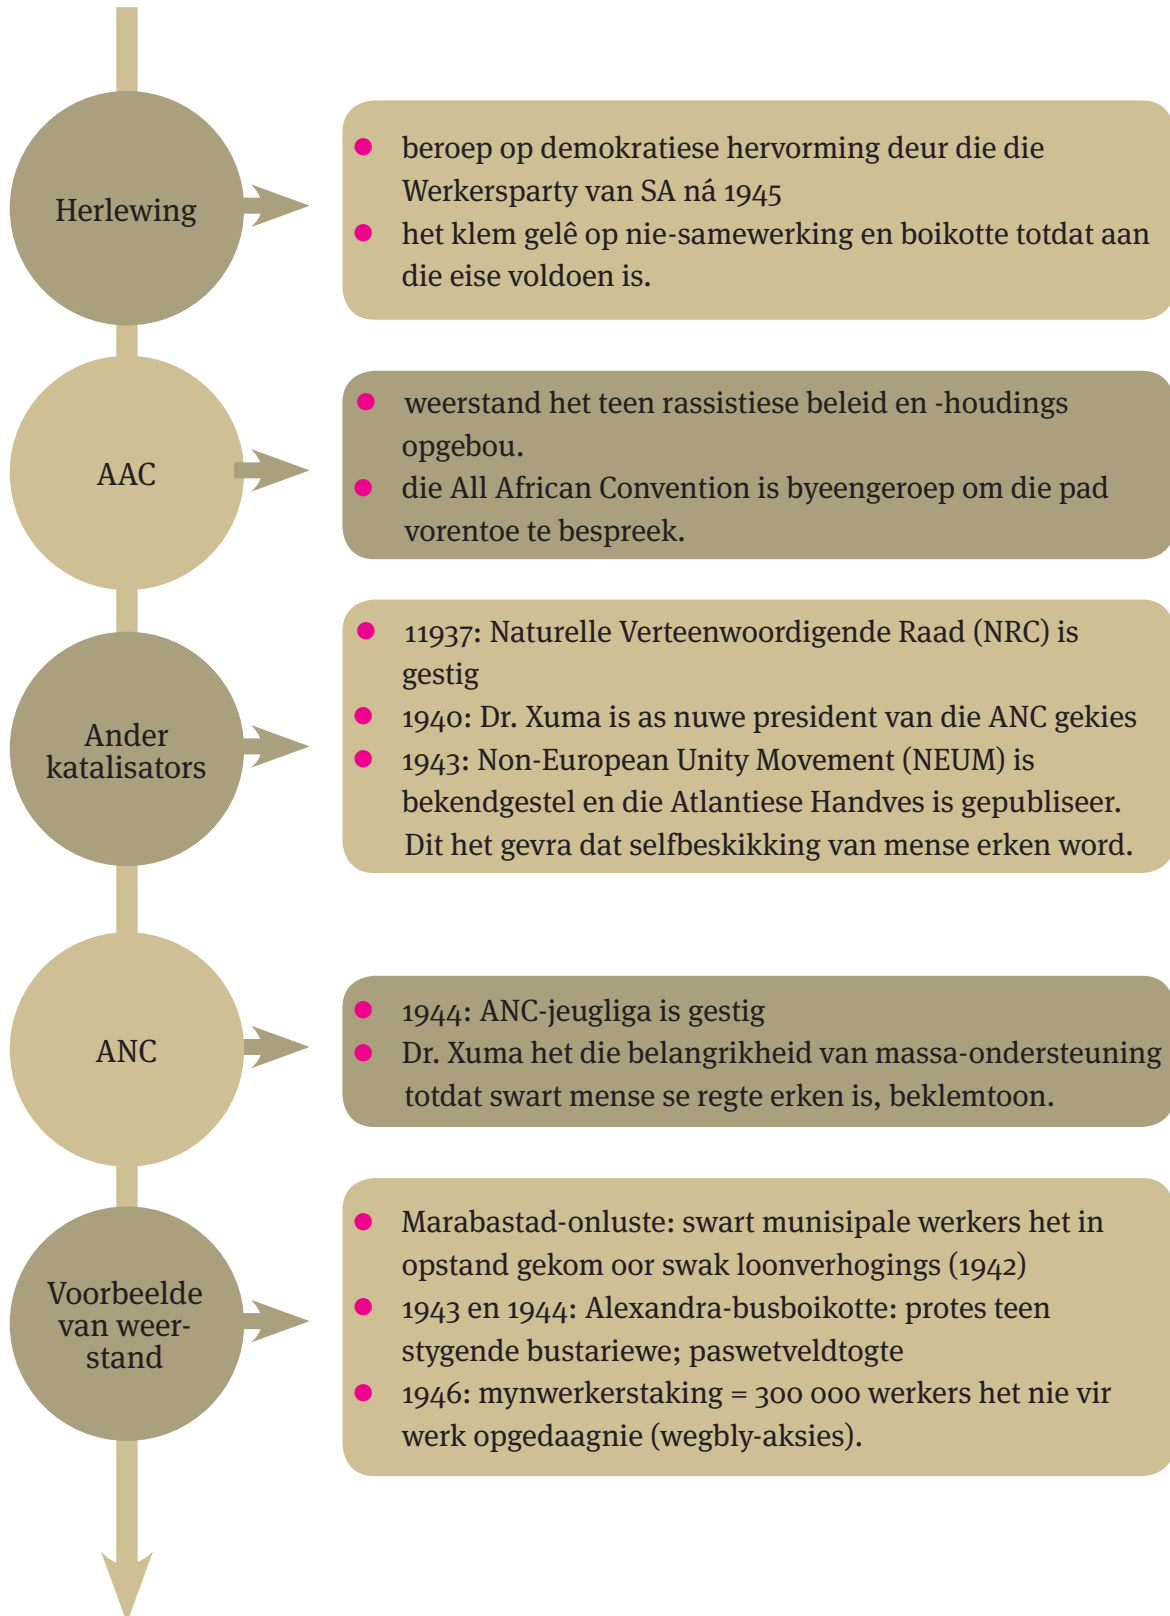 Herlewing
beroep op demokratiese hervorming deur die die
Werkersparty van SA ná 1945
het klem gelê op nie-samewerking en boikotte totdat aan
die eise voldoen is.
AAC
weerstand het teen rassistiese beleid en -houdings
opgebou.
die All African Convention is byeengeroep om die pad
vorentoe te bespreek.
Ander
katalisators
11937: Naturelle Verteenwoordigende Raad (NRC) is
gestig
1940: Dr. Xuma is as nuwe president van die ANC gekies
1943: Non-European Unity Movement (NEUM) is
bekendgestel en die Atlantiese Handves is gepubliseer.
Dit het gevra dat selfbeskikking van mense erken word.
ANC
1944: ANC-jeugliga is gestig
Dr. Xuma het die belangrikheid van massa-ondersteuning
totdat swart mense se regte erken is, beklemtoon.
Voorbeelde
van weer-
stand
Marabastad-onluste: swart munisipale werkers het in
opstand gekom oor swak loonverhogings (1942)
1943 en 1944: Alexandra-busboikotte: protes teen
stygende bustariewe; paswetveldtogte
1946: mynwerkerstaking = 300 000 werkers het nie vir
werk opgedaagnie (wegbly-aksies).